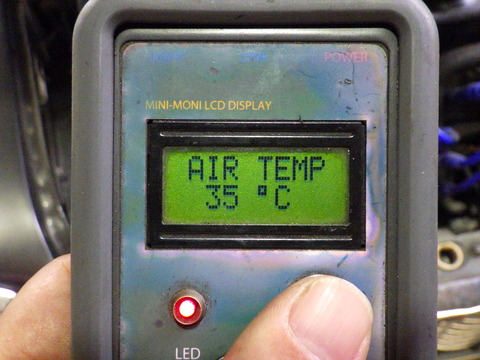 POWER
MINI-MONI LCD DISPLAY
AIR TEMP
35 °C
LED